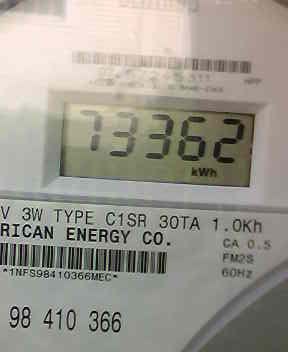 73362
kWh
V 3W TYPE C1SR 30TA 1.0Kh
RICAN ENERGY CO.
CA 0.5
FM2S
60Hz
*1NFS98410366MEC*
98 410 366